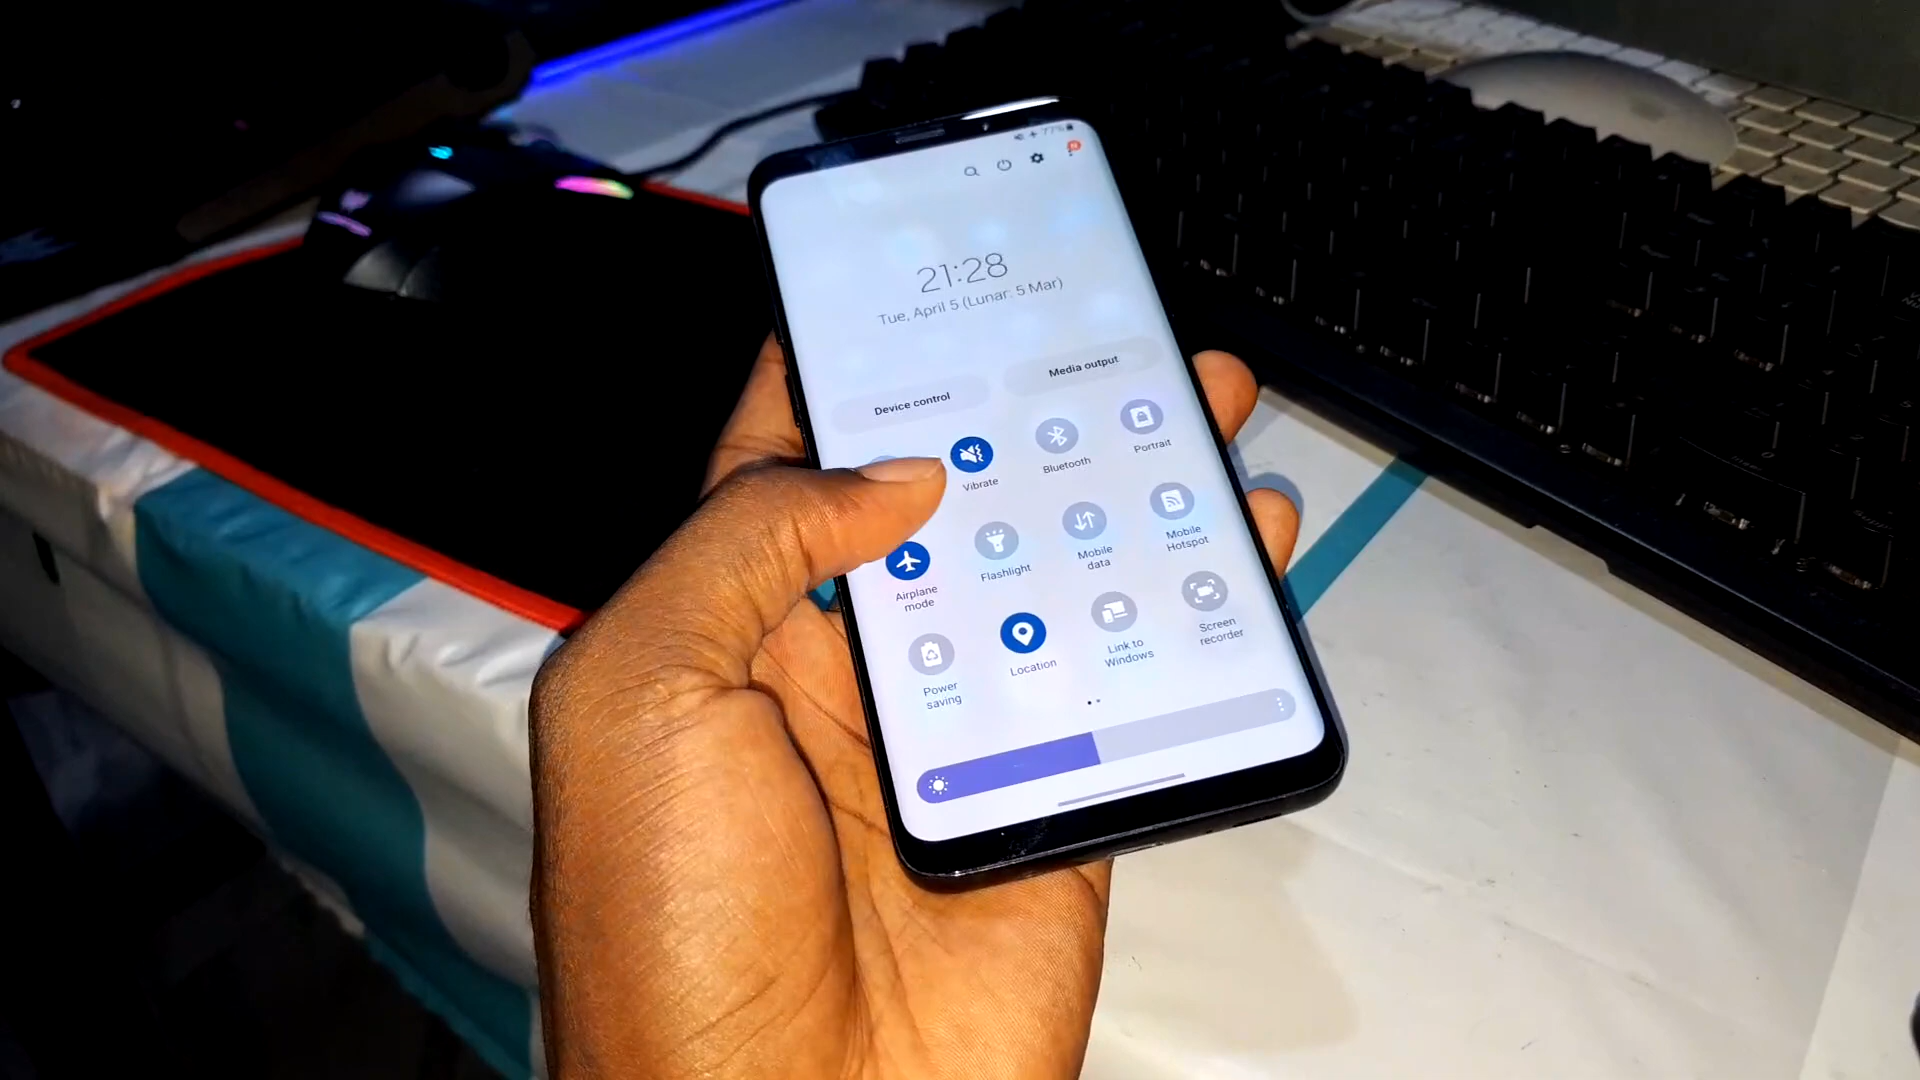 77%
N
21:28
Tue, April 5 (Lunar: 5 Mar)
Device control
Media output
Vibrate
Bluetooth
Portrait
Airplane
mode
Flashlight
Mobile
data
Mobile
Hotspot
Power
saving
Location
Link to
Windows
Screen
recorder